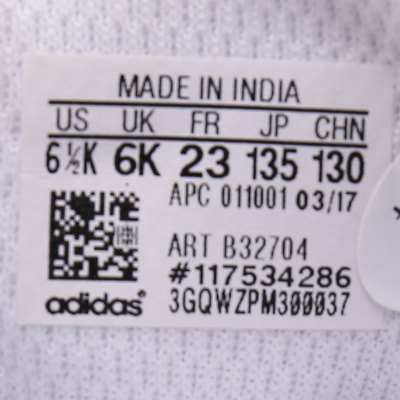 MADE IN INDIA
US UK FR JP CHN
6½K 6K 23 135 130
APC 011001 03/17
ART B32704
#117534286
adidas® 3GQWZPM300037